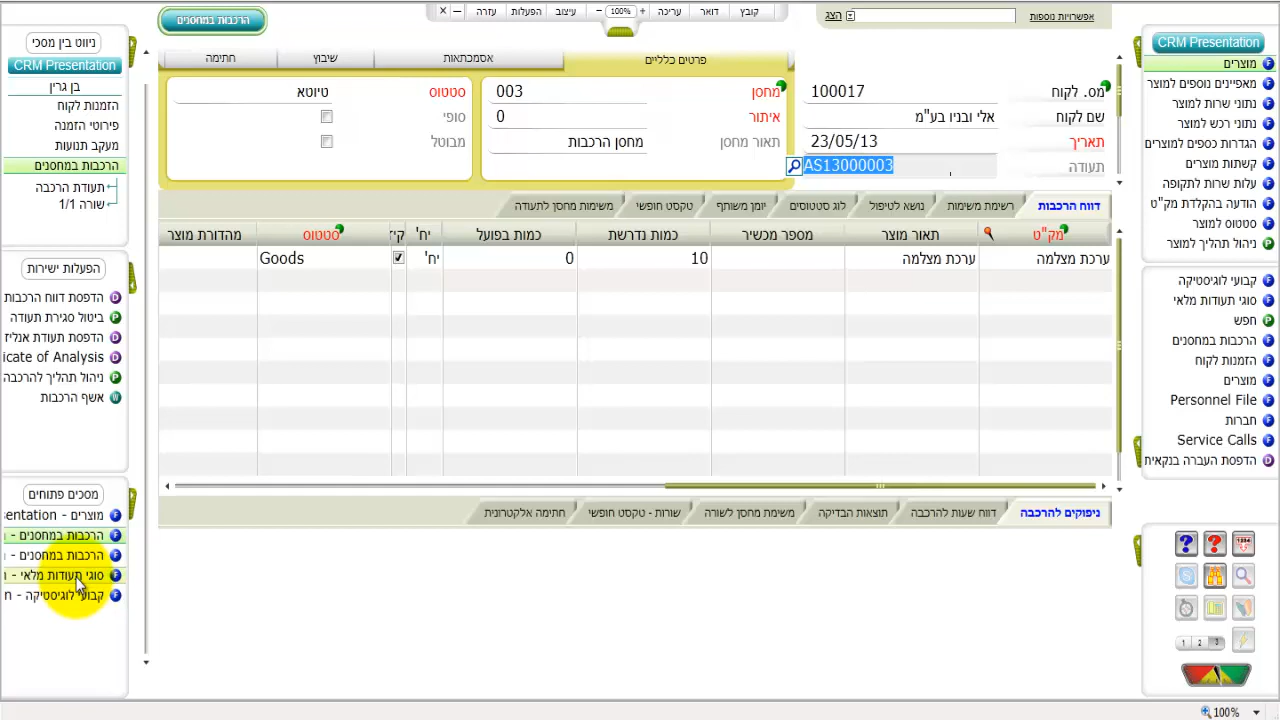 הרכבות במחסנים
קובץ
דואר
עריכה
100%
עיצוב
הפעלות
עזרה
אפשרויות נוספות
הצג
CRM Presentation
מוצרים
מאפיינים נוספים למוצר
נתוני שרות למוצר
נתוני רכש למוצר
הגדרות כספים למוצרים
קשתות מוצרים
עלות שרות לתקופה
הודעה בהקלדת מק"ט
סטטוס למוצר
ניהול תהליך למוצר
קבועי לוגיסטיקה
סוגי תעודות מלאי
חפש
הרכבות במחסנים
הזמנות לקוח
מוצרים
Personnel File
חברות
Service Calls
הדפסת העברה בנקאית
1 2 3
פרטים כלליים
אסמכתאות
שיבוץ
חתימה
מס. לקוח 100017
שם לקוח אלי ובניו בע"מ
תאריך 23/05/13
תעודה AS13000003
מחסן 003
איתור 0
תאור מחסן מחסן הרכבות
סטטוס טיוטא
סופי
מבוטל
דווח הרכבות
רשימת משימות
נושא לטיפול
לוג סטטוסים
יומן משותף
טקסט חופשי
משימות מחסן לתעודה
מק"ט
תאור מוצר
מספר מכשיר
כמות נדרשת
כמות בפועל
יח'
סטטוס
מהדורת מוצר
ערכת מצלמה
ערכת מצלמה
10
0
יח'
Goods
ניפוקים להרכבה
דווח שעות להרכבה
תוצאות הבדיקה
משימת מחסן לשורה
שורות - טקסט חופשי
חתימה אלקטרונית
ניווט בין מסכי
CRM Presentation
בן גרין
הזמנות לקוח
פירוטי הזמנה
מעקב תנועות
הרכבות במחסנים
תעודת הרכבה
שורה 1/1
הפעלות ישירות
הדפסת דווח הרכבות
ביטול סגירת תעודה
הדפסת תעודת אנליז
icate of Analysis
ניהול תהליך להרכבה
אשף הרכבות
מסכים פתוחים
מוצרים - sentation
הרכבות במחסנים -
הרכבות במחסנים -
סוגי תעודות מלאי -
קבועי לוגיסטיקה - n
100%